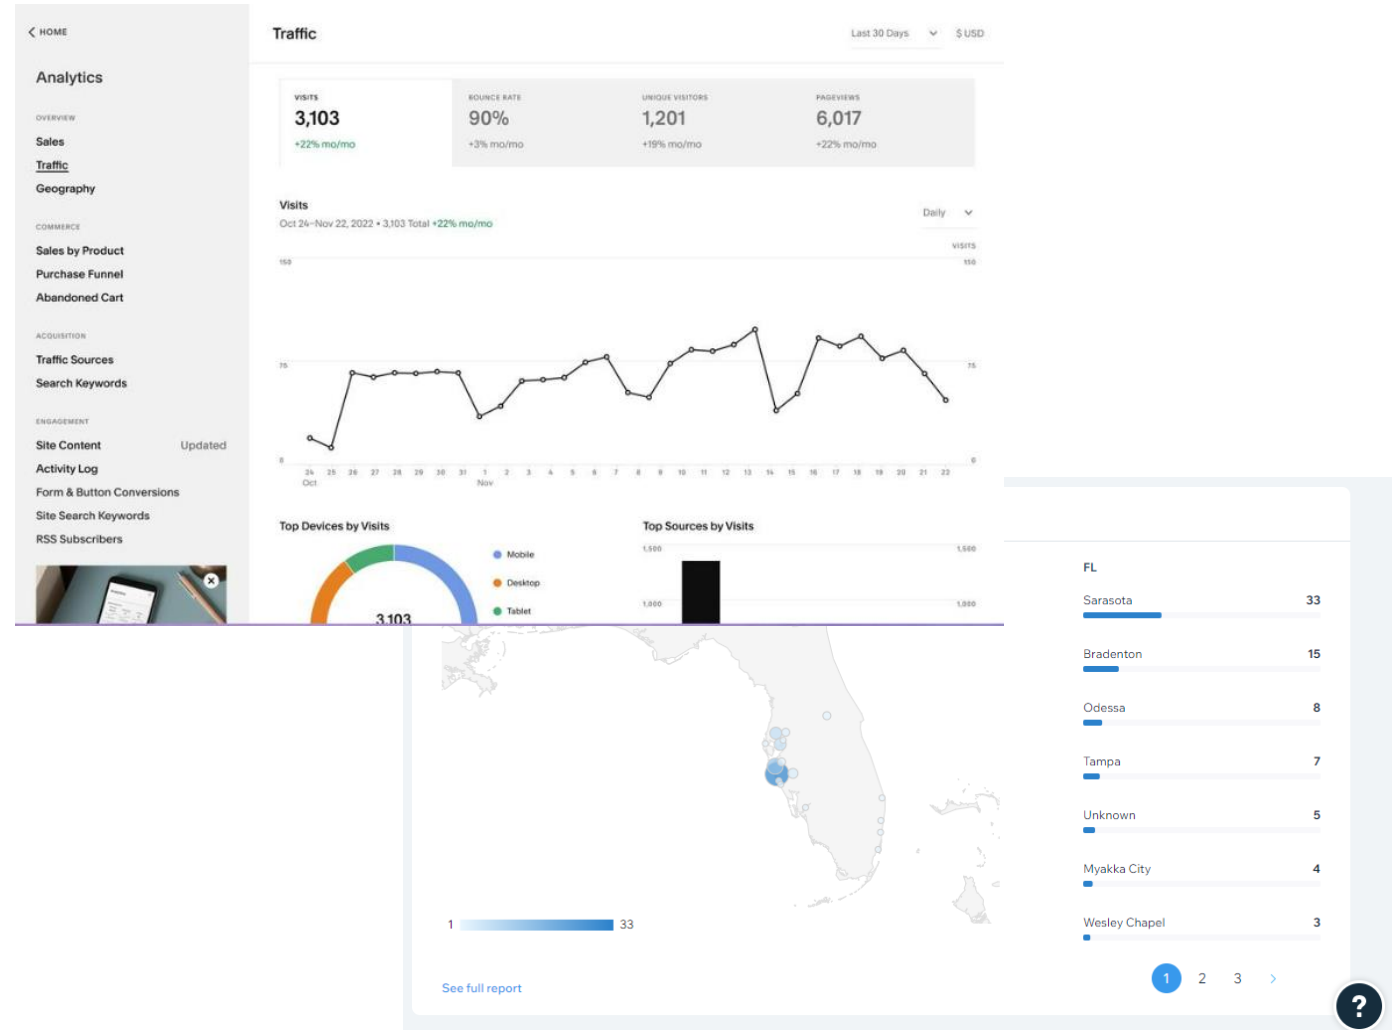 HOME
Analytics
OVERVIEW
Sales
Traffic
Geography
COMMERCE
Sales by Product
Purchase Funnel
Abandoned Cart
ACQUISITION
Traffic Sources
Search Keywords
ENGAGEMENT
Site Content Updated
Activity Log
Form & Button Conversions
Site Search Keywords
RSS Subscribers
Traffic
Last 30 Days $ USD
VISITS BOUNCE RATE UNIQUE VISITORS PAGEVIEWS
3,103 90% 1,201 6,017
+22% mo/mo +3% mo/mo +19% mo/mo +22% mo/mo
Visits
Oct 24–Nov 22, 2022 • 3,103 Total +22% mo/mo
Daily
VISITS
150 150
75 75
0 0
24 25 26 27 28 29 30 31 1 2 3 4 5 6 7 8 9 10 11 12 13 14 15 16 17 18 19 20 21 22
Oct Nov
Top Devices by Visits
Mobile
Desktop
Tablet
3,103
Top Sources by Visits
1,500 1,500
1,000 1,000
FL
Sarasota 33
Bradenton 15
Odessa 8
Tampa 7
Unknown 5
Myakka City 4
Wesley Chapel 3
1 2 3 >
1 33
See full report
?